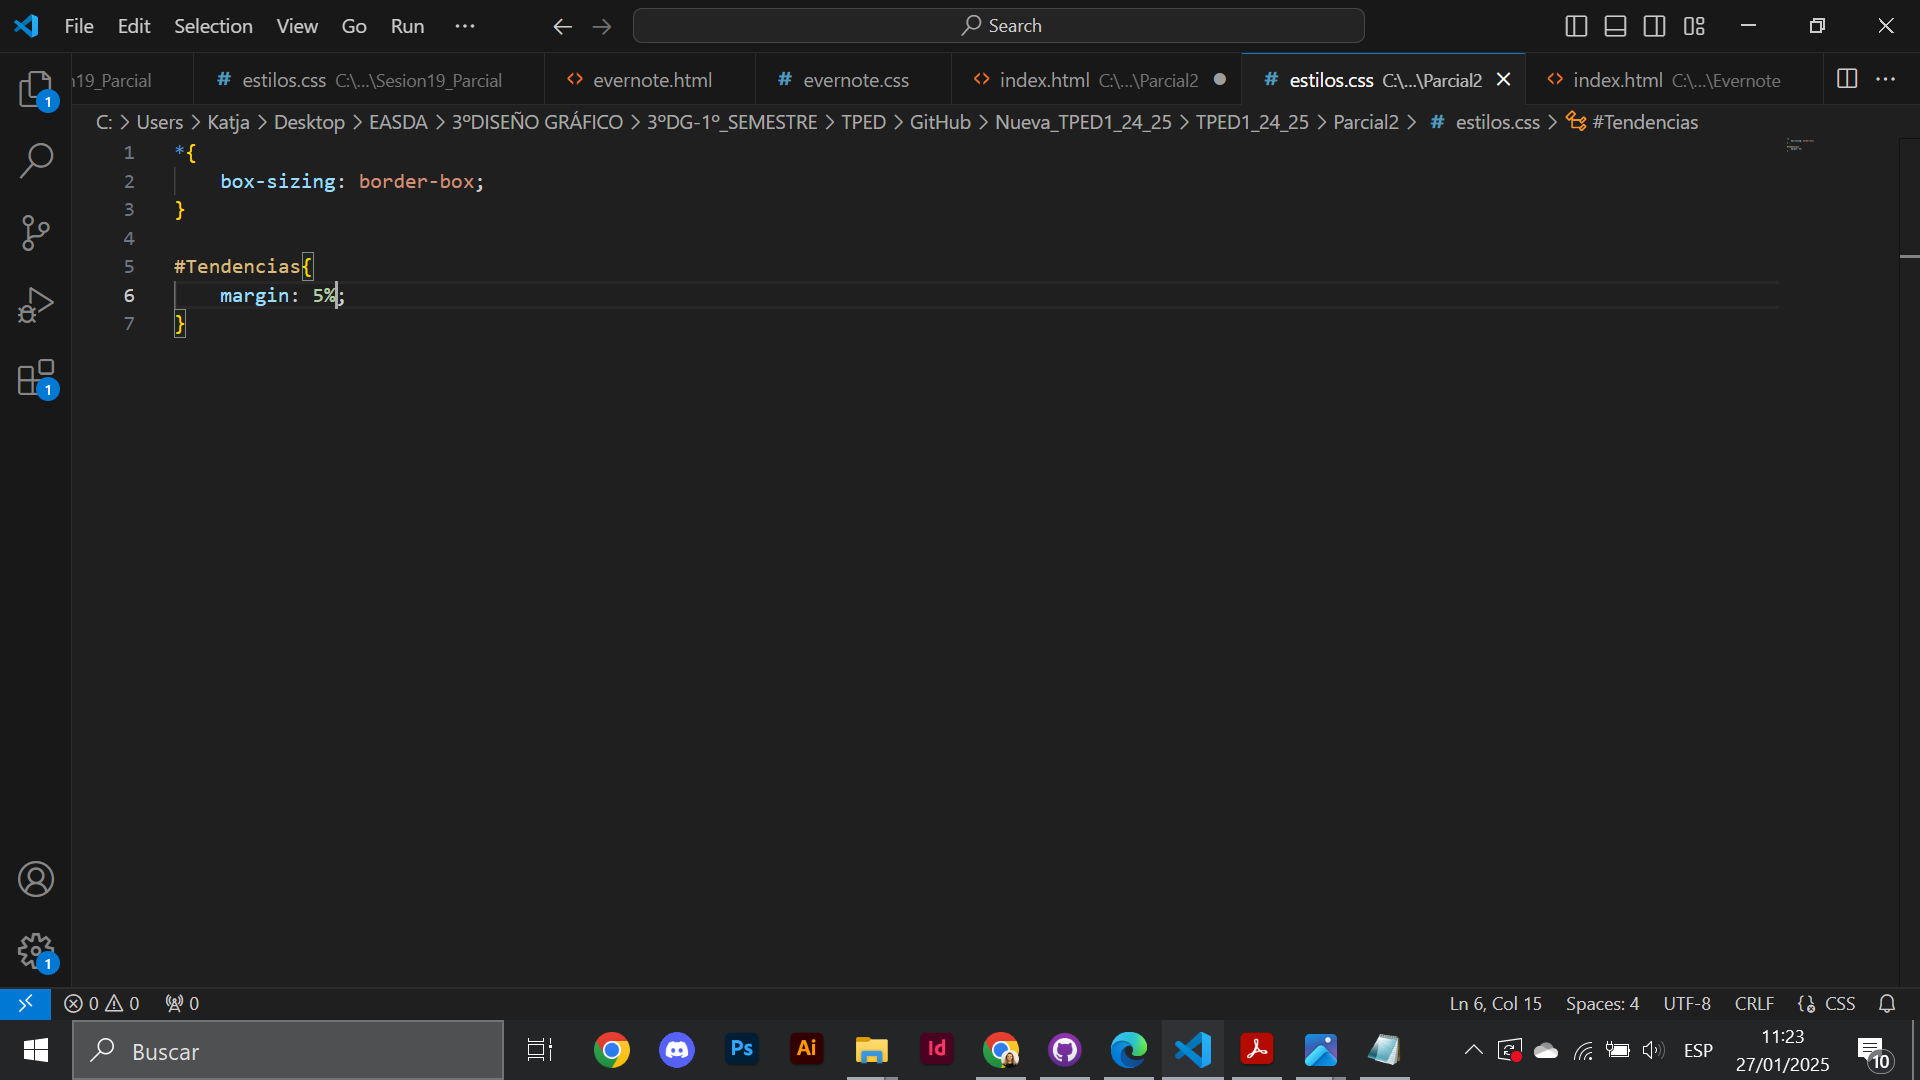 File Edit Selection View Go Run ··· Search
n19_Parcial # estilos.css C:\...\Sesion19_Parcial <> evernote.html # evernote.css <> index.html C:\...\Parcial2 # estilos.css C:\...\Parcial2 <> index.html C:\...\Evernote ···
C: > Users > Katja > Desktop > EASDA > 3ºDISEÑO GRÁFICO > 3ºDG-1º_SEMESTRE > TPED > GitHub > Nueva_TPED1_24_25 > TPED1_24_25 > Parcial2 > # estilos.css > #Tendencias
1 *{
2 box-sizing: border-box;
3 }
4
5 #Tendencias{
6 margin: 5%;
7 }
1
1
1
0 0 0 Ln 6, Col 15 Spaces: 4 UTF-8 CRLF CSS
Buscar Ps Ai Id ESP 11:23 10
27/01/2025